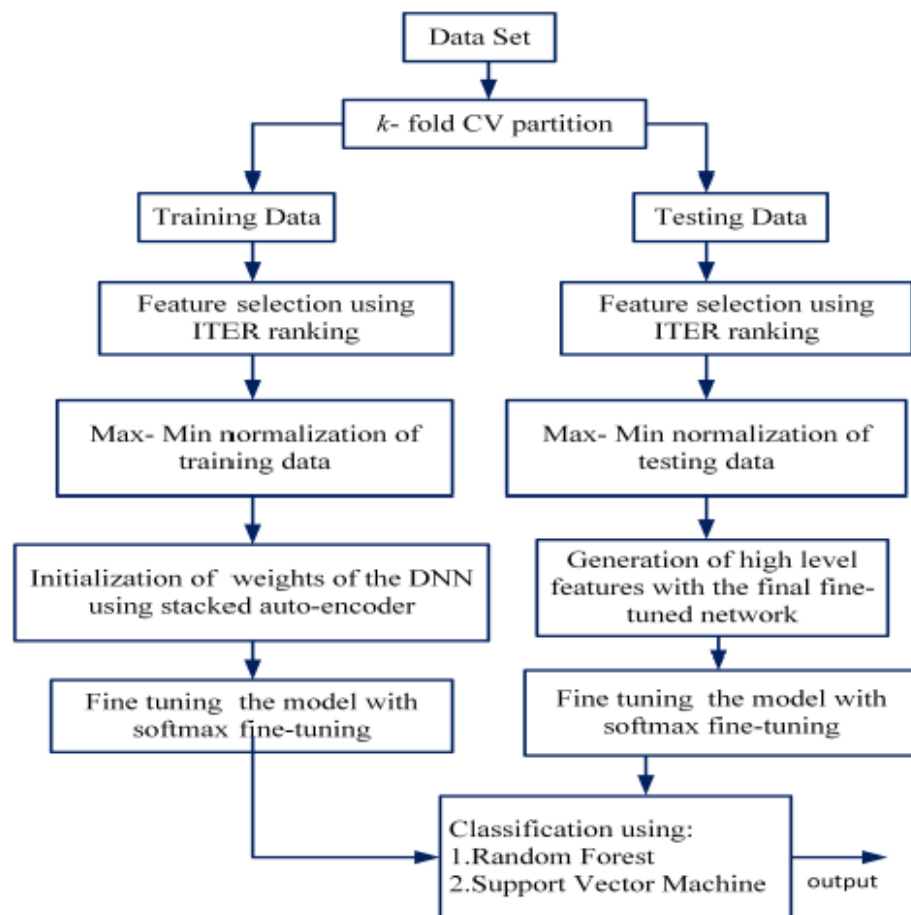 Data Set
k- fold CV partition
Training Data
Testing Data
Feature selection using
ITER ranking
Feature selection using
ITER ranking
Max- Min normalization of
training data
Max- Min normalization of
testing data
Initialization of weights of the DNN
using stacked auto-encoder
Generation of high level
features with the final fine-
tuned network
Fine tuning the model with
softmax fine-tuning
Fine tuning the model with
softmax fine-tuning
Classification using:
1.Random Forest
2.Support Vector Machine
output